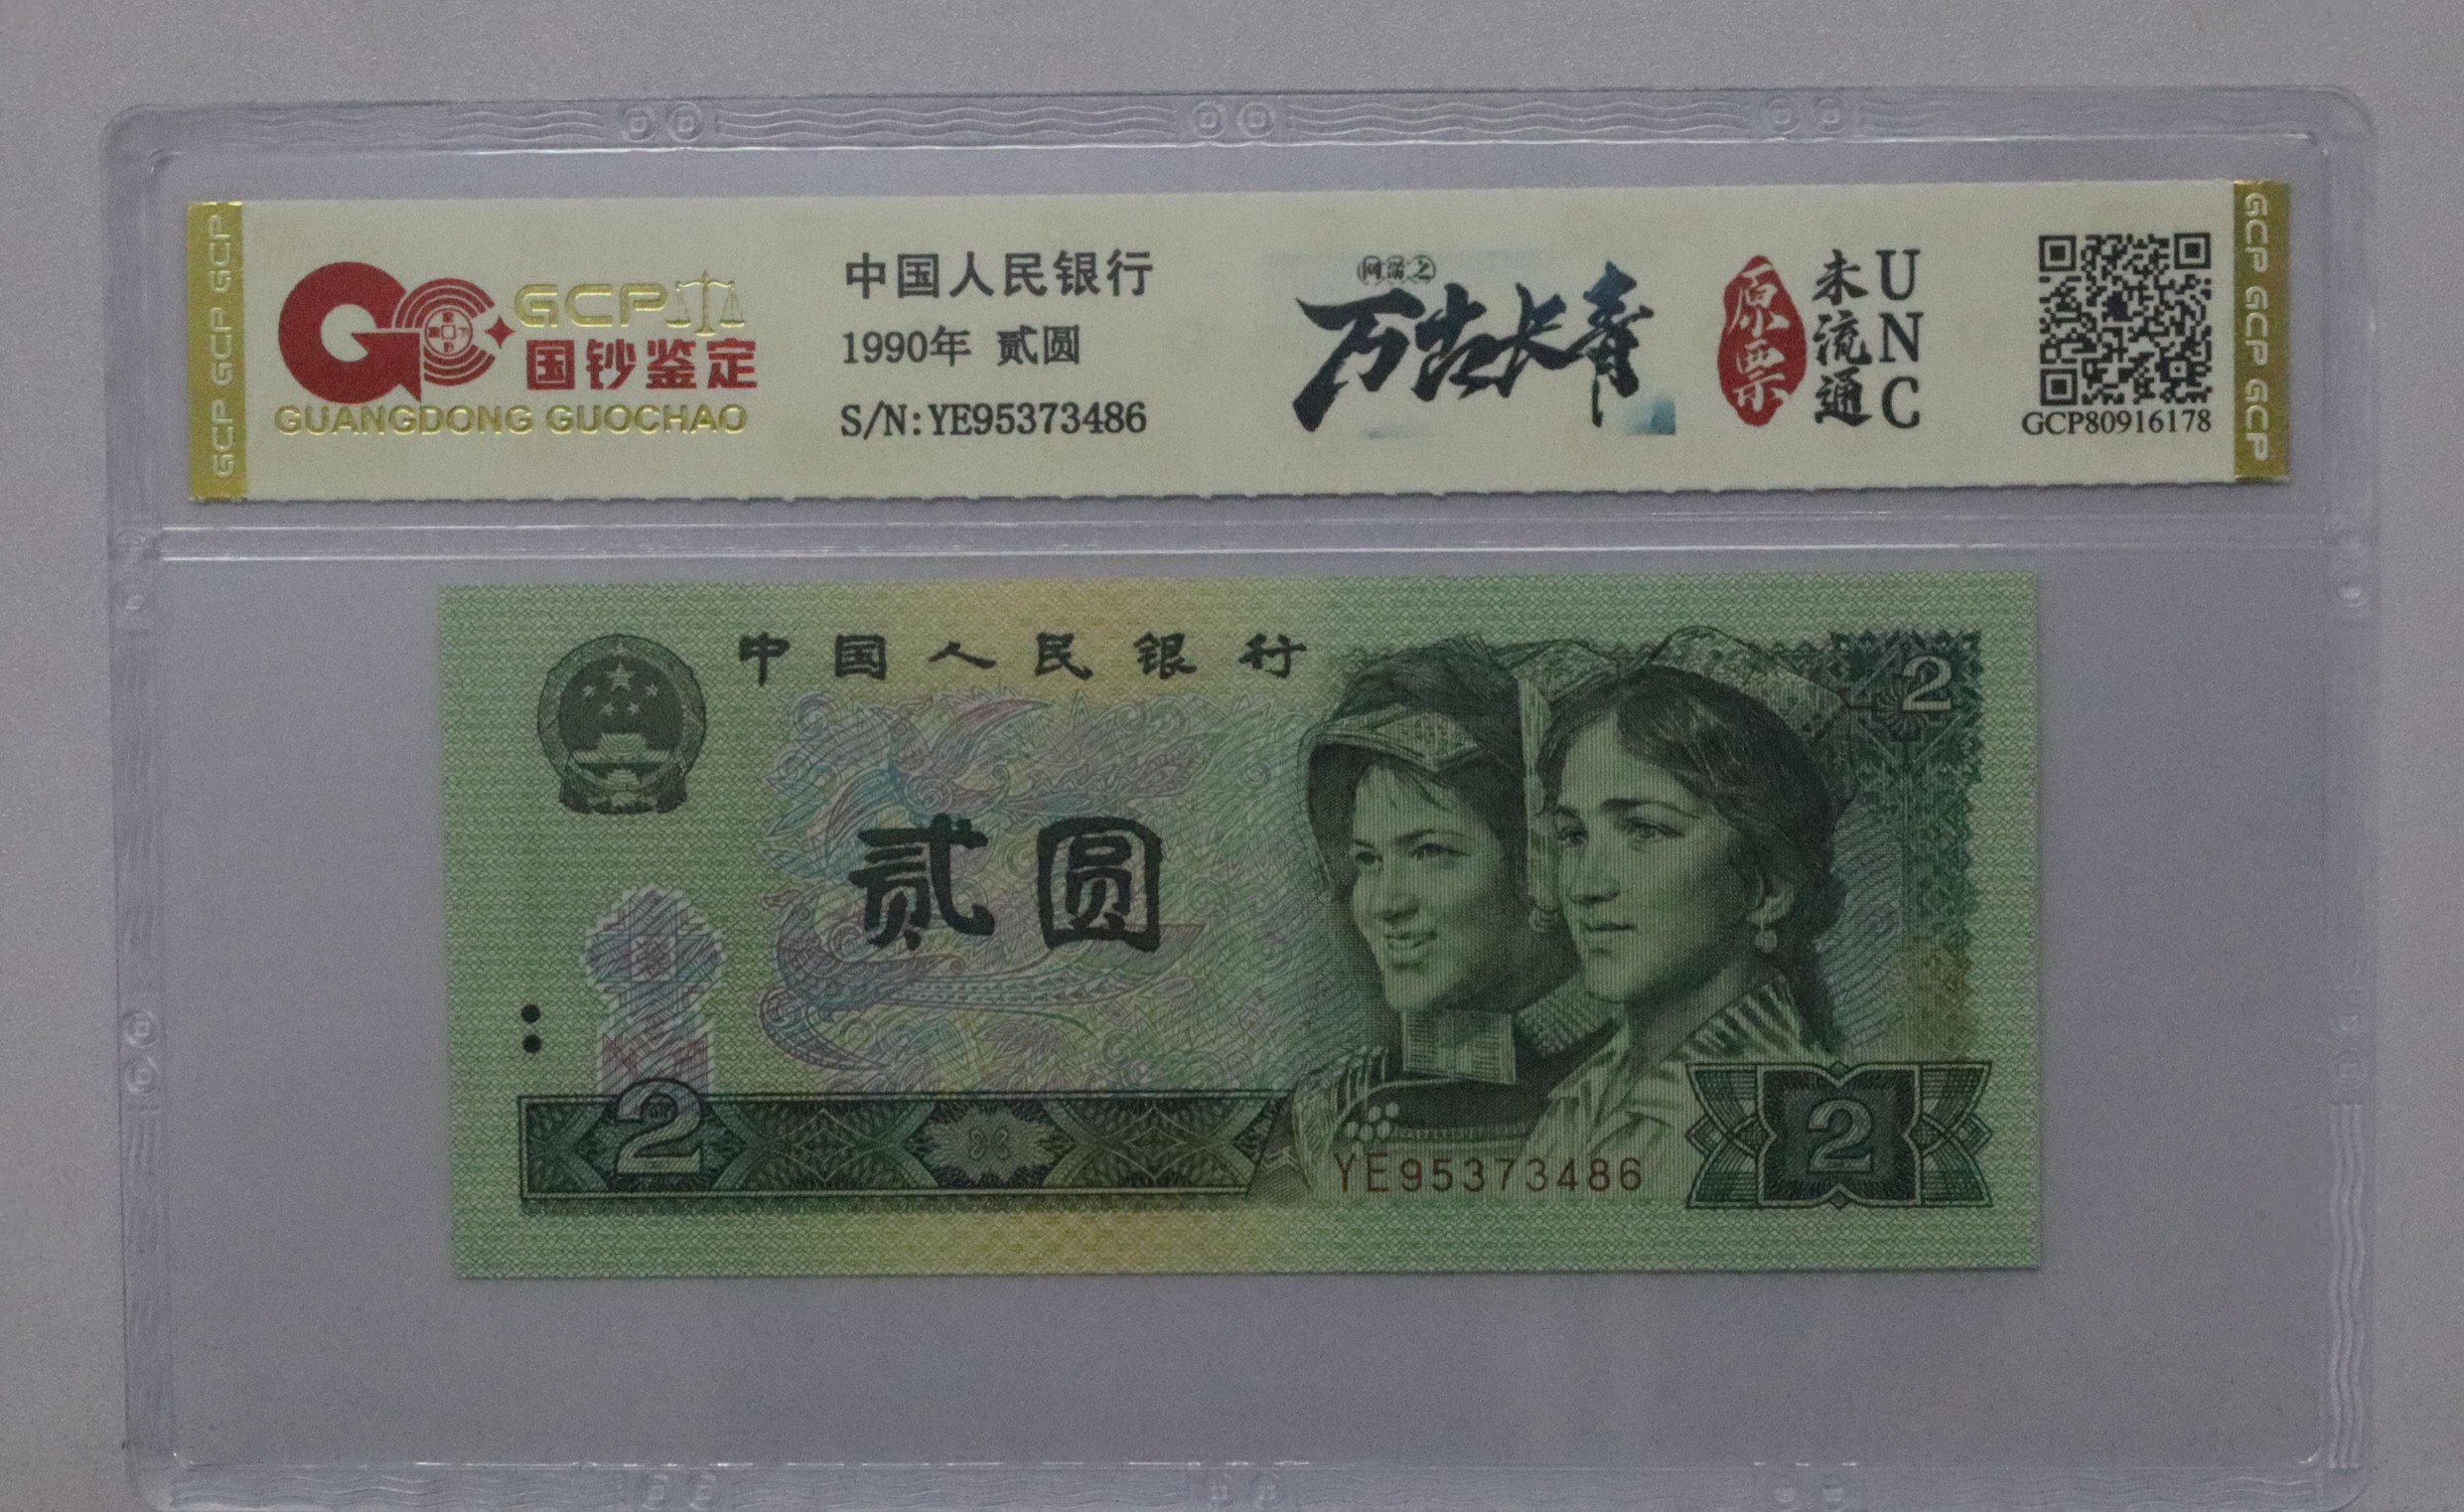 GCP GCP GCP
GCP
国钞鉴定
GUANGDONG GUOCHAO
中国人民银行
1990年 贰圆
S/N:YE95373486
万古长青
原票
未流通
UNC
GCP80916178
GCP GCP GCP
中国人民银行
2
贰圆
2
YE95373486
2